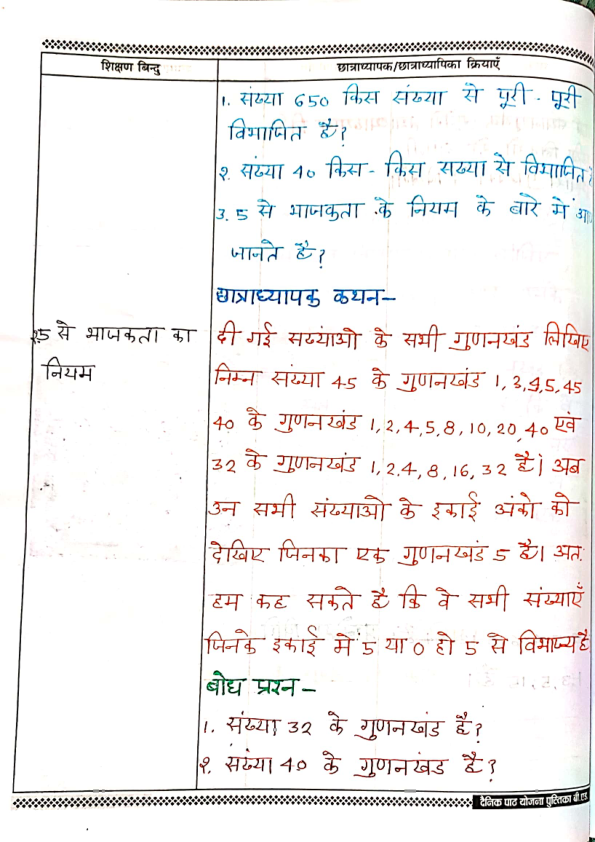 शिक्षण बिन्दु
छात्राध्यापक/छात्राध्यापिका क्रियाएँ
1. संख्या 650 किस संख्या से पूरी - पूरी
विभाजित है?
2. संख्या 40 किस - किस सख्या से विभाजित
3. 5 से भाजकता के नियम के बारे में
जानते है?
छात्राध्यापक कथन-
5 से भाजकता का
नियम
दी गई सख्याओ के सभी गुणनखंड लिखिए
निम्न संख्या 45 के गुणनखंड 1, 3, 5, 45
40 के गुणनखंड 1, 2, 4, 5, 8, 10, 20, 40 एवं
32 के गुणनखंड 1, 2, 4, 8, 16, 32 है। अब
उन सभी संख्याओ के इकाई अंको को
देखिए जिनका एक गुणनखंड 5 है। अत:
हम कह सकते है कि वे सभी संख्याएँ
जिनके इकाई में 5 या 0 हो 5 से विभाज्य है
बोध प्रश्न -
1. संख्या 32 के गुणनखंड है?
2. संख्या 40 के गुणनखंड है?
दैनिक पाठ योजना पुस्तिका बी.एड